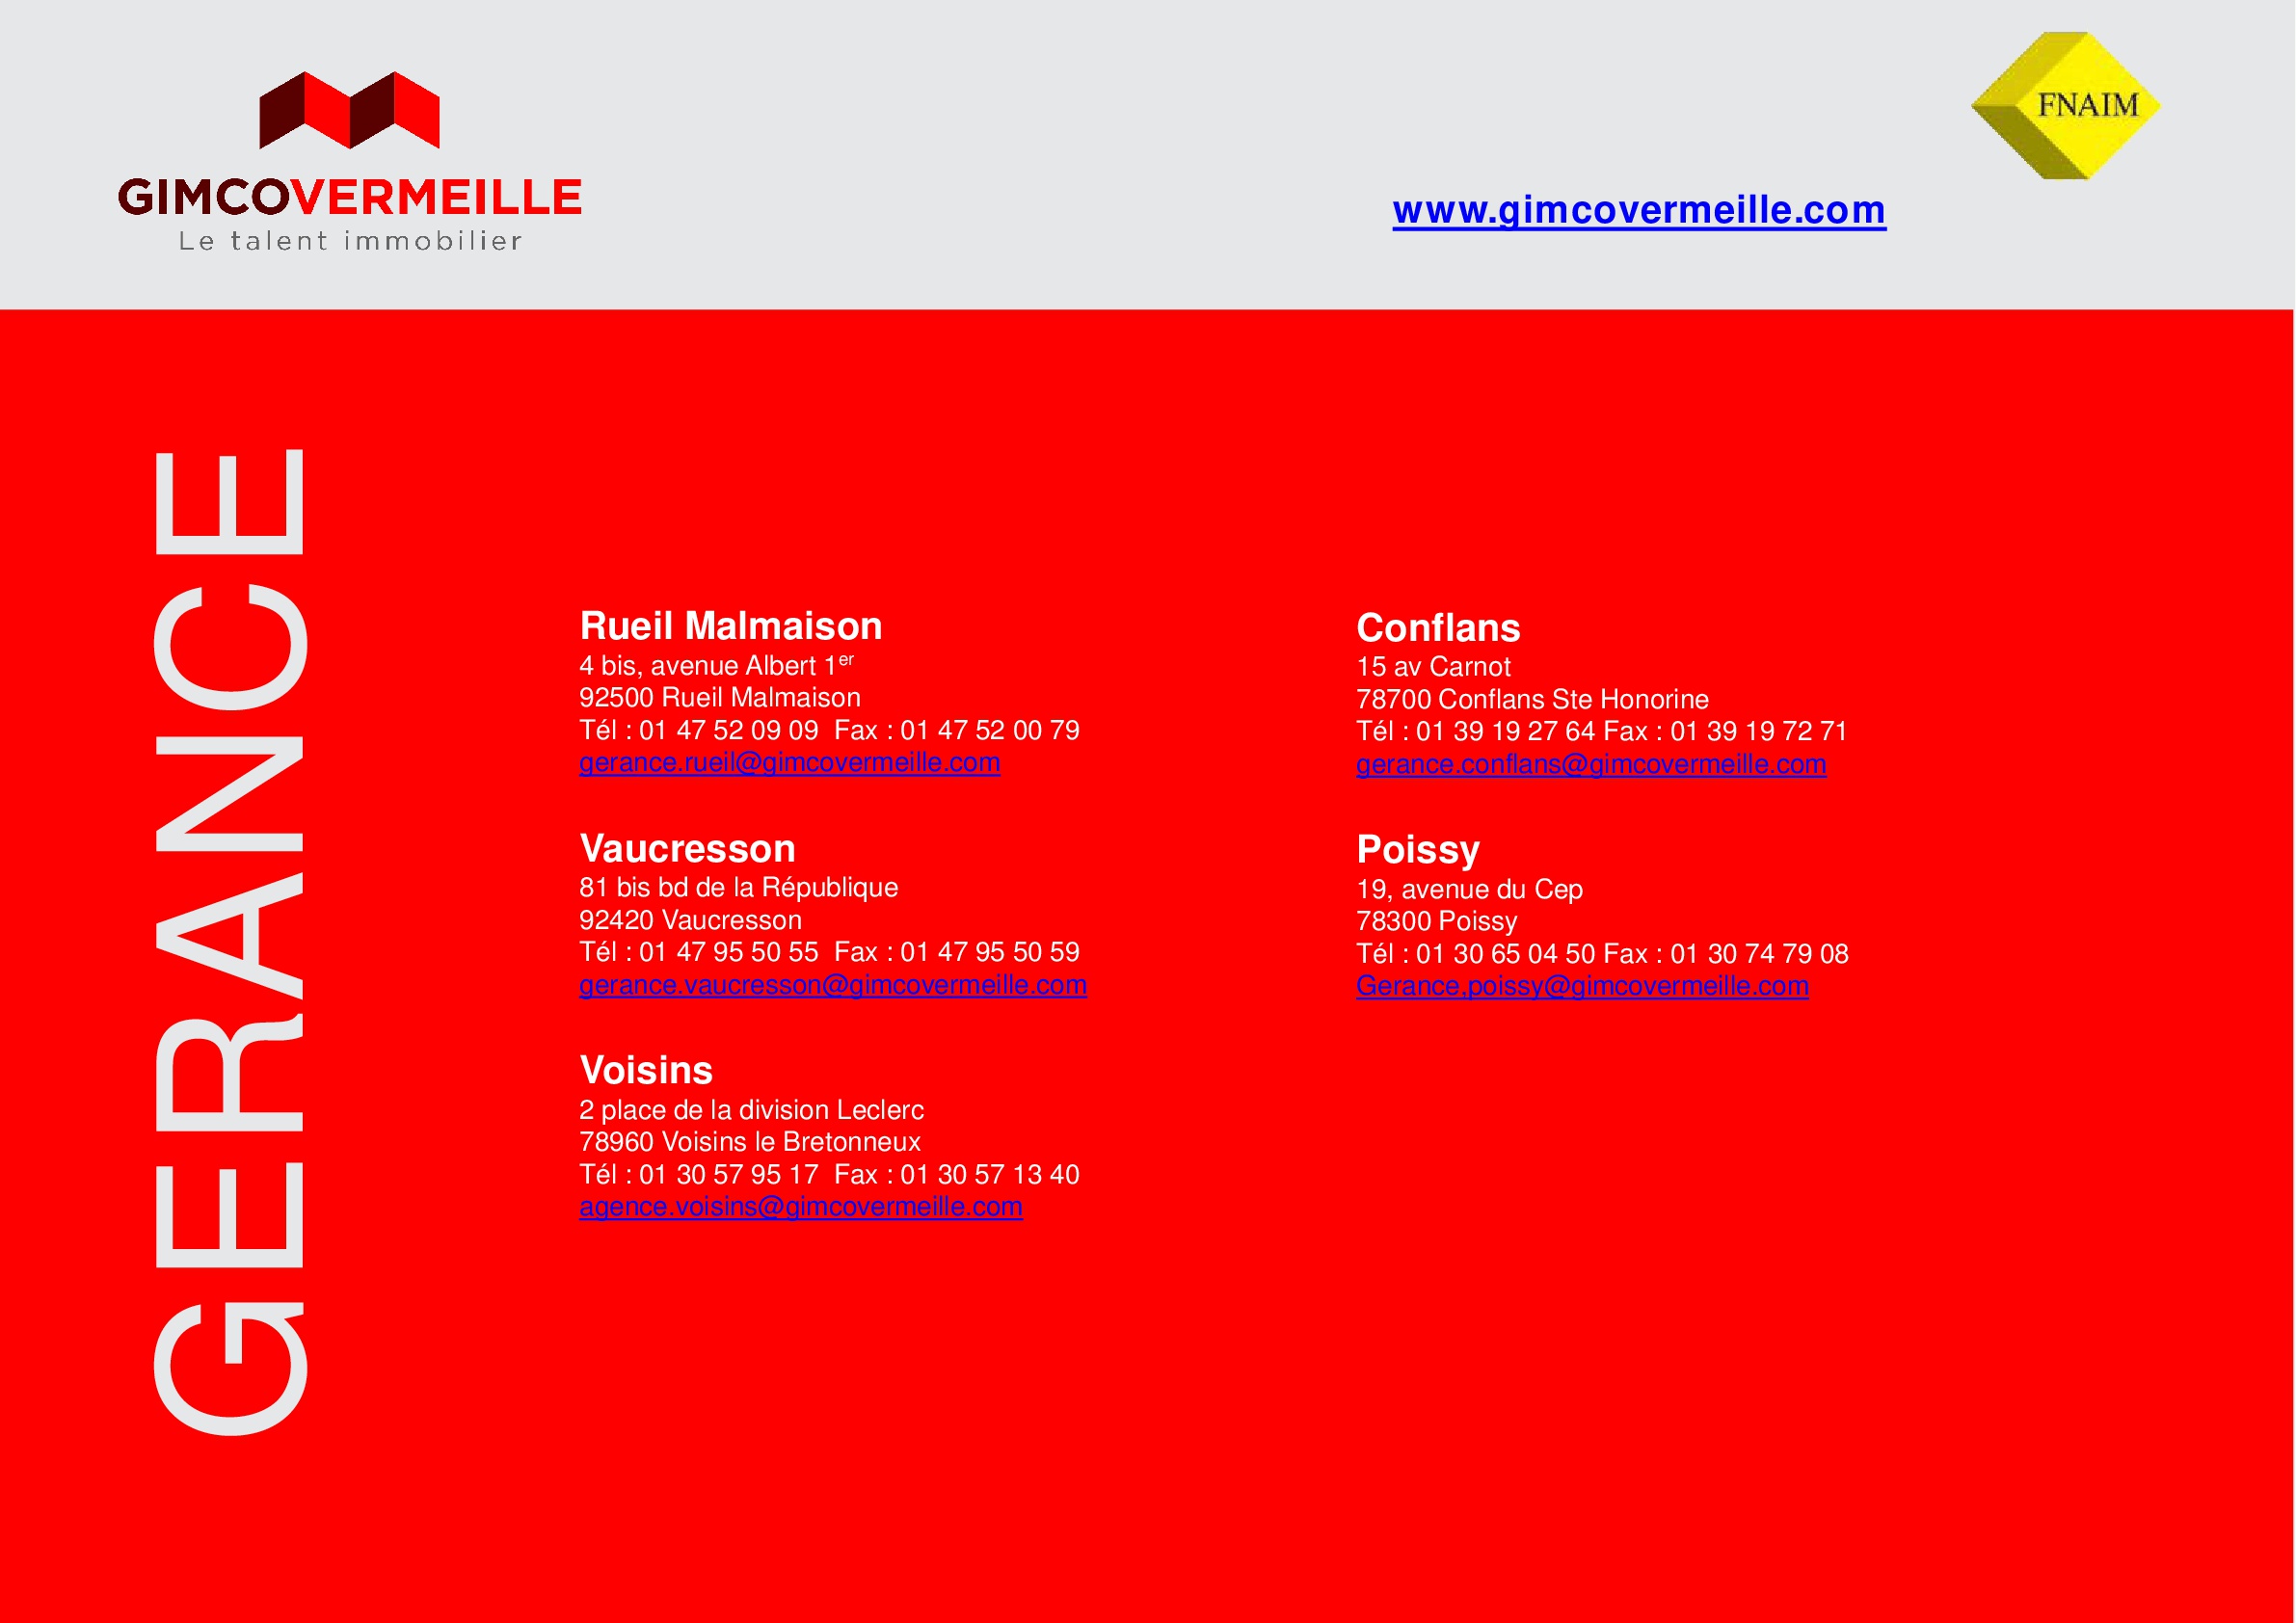 GIMCOVERMEILLE
Le talent immobilier
FNAIM
www.gimcovermeille.com
GERANCE
Rueil Malmaison
4 bis, avenue Albert 1er
92500 Rueil Malmaison
Tél : 01 47 52 09 09  Fax : 01 47 52 00 79
gerance.rueil@gimcovermeille.com
Vaucresson
81 bis bd de la République
92420 Vaucresson
Tél : 01 47 95 50 55  Fax : 01 47 95 50 59
gerance.vaucresson@gimcovermeille.com
Voisins
2 place de la division Leclerc
78960 Voisins le Bretonneux
Tél : 01 30 57 95 17  Fax : 01 30 57 13 40
agence.voisins@gimcovermeille.com
Conflans
15 av Carnot
78700 Conflans Ste Honorine
Tél : 01 39 19 27 64 Fax : 01 39 19 72 71
gerance.conflans@gimcovermeille.com
Poissy
19, avenue du Cep
78300 Poissy
Tél : 01 30 65 04 50 Fax : 01 30 74 79 08
Gerance,poissy@gimcovermeille.com